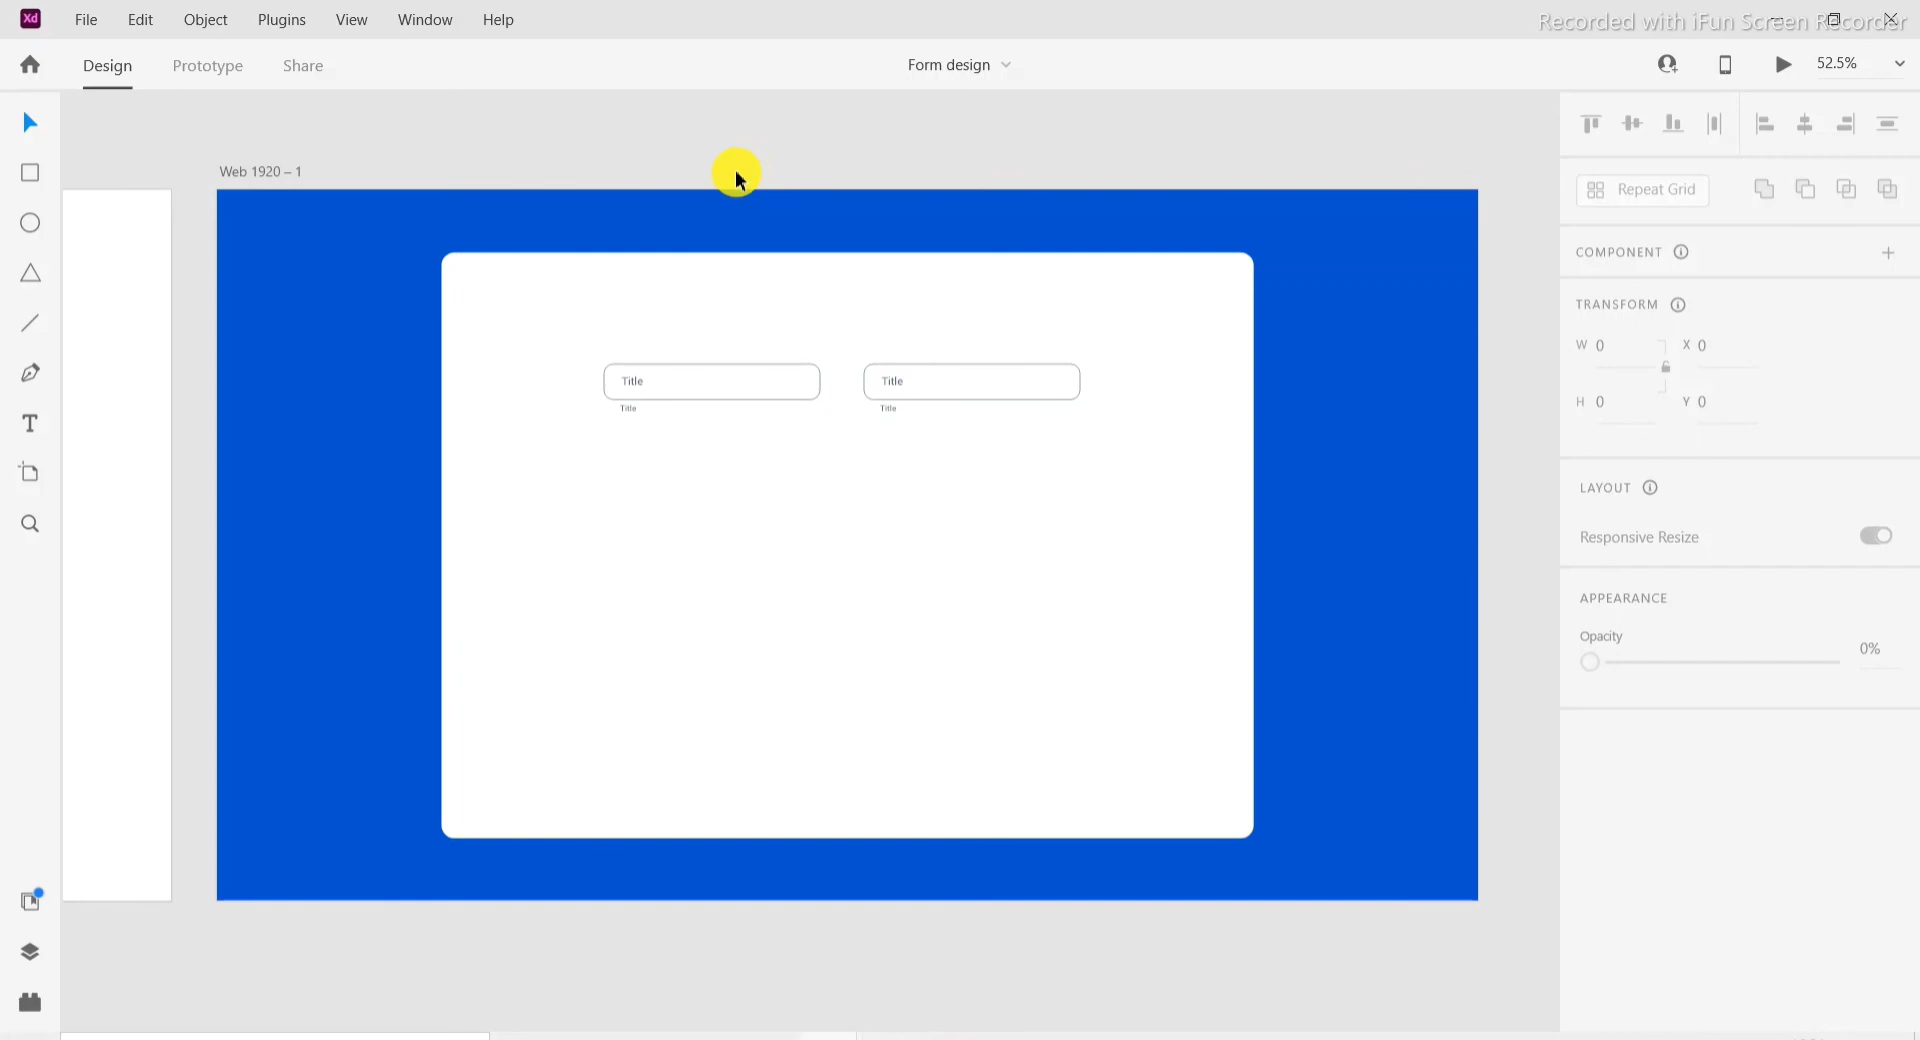 Xd File Edit Object Plugins View Window Help
Recorded with iFun Screen Recorder
Design Prototype Share
Form design
52.5%
Web 1920 – 1
Repeat Grid
COMPONENT
TRANSFORM
W 0 X 0
H 0 Y 0
Title Title
Title Title
T
LAYOUT
Responsive Resize
APPEARANCE
Opacity
0%